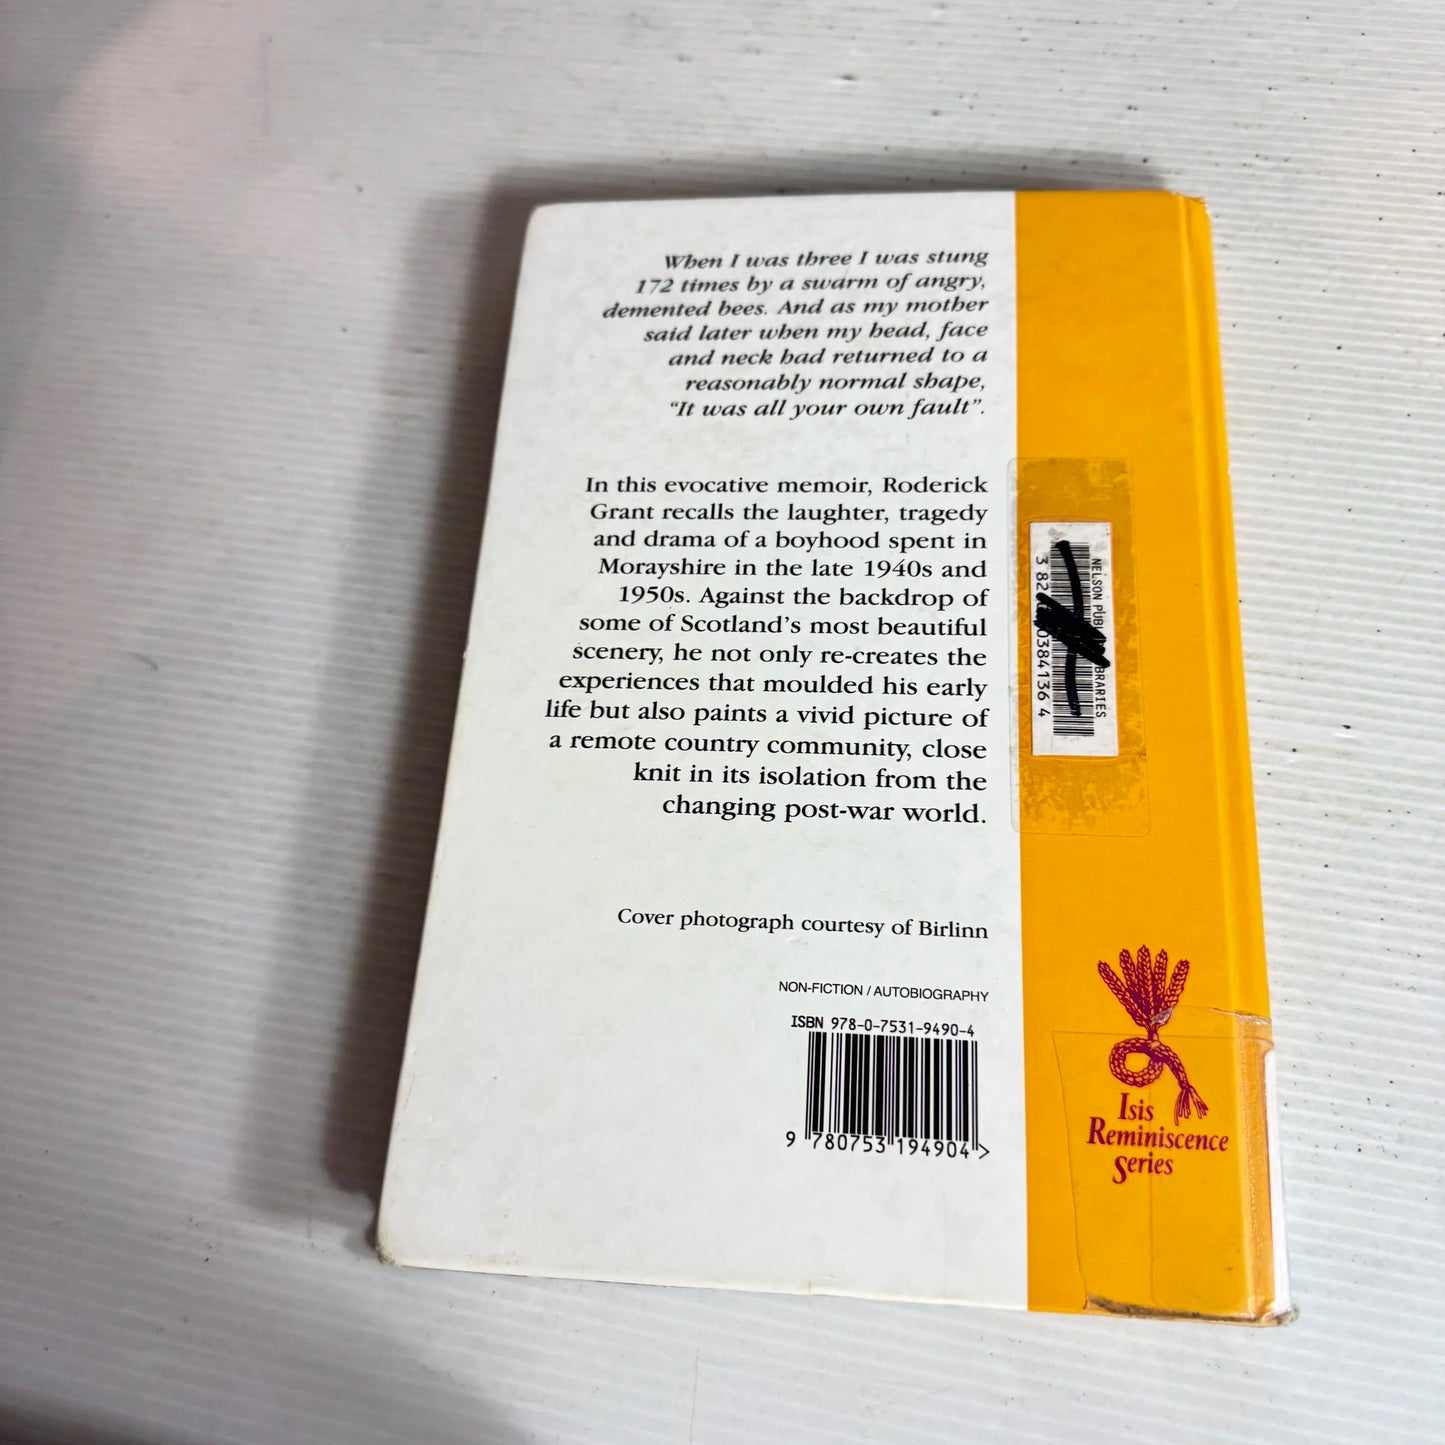 When I was three I was stung
172 times by a swarm of angry,
demented bees. And as my mother
said later when my head, face
and neck had returned to a
reasonably normal shape,
“It was all your own fault”.
In this evocative memoir, Roderick
Grant recalls the laughter, tragedy
and drama of a boyhood spent in
Morayshire in the late 1940s and
1950s. Against the backdrop of
some of Scotland’s most beautiful
scenery, he not only re-creates the
experiences that moulded his early
life but also paints a vivid picture of
a remote country community, close
knit in its isolation from the
changing post-war world.
Cover photograph courtesy of Birlinn
NON-FICTION / AUTOBIOGRAPHY
ISBN 978-0-7531-9490-4
9 780753 194904 >
NELSON
3 82 0384136 4
Isis
Reminiscence
Series